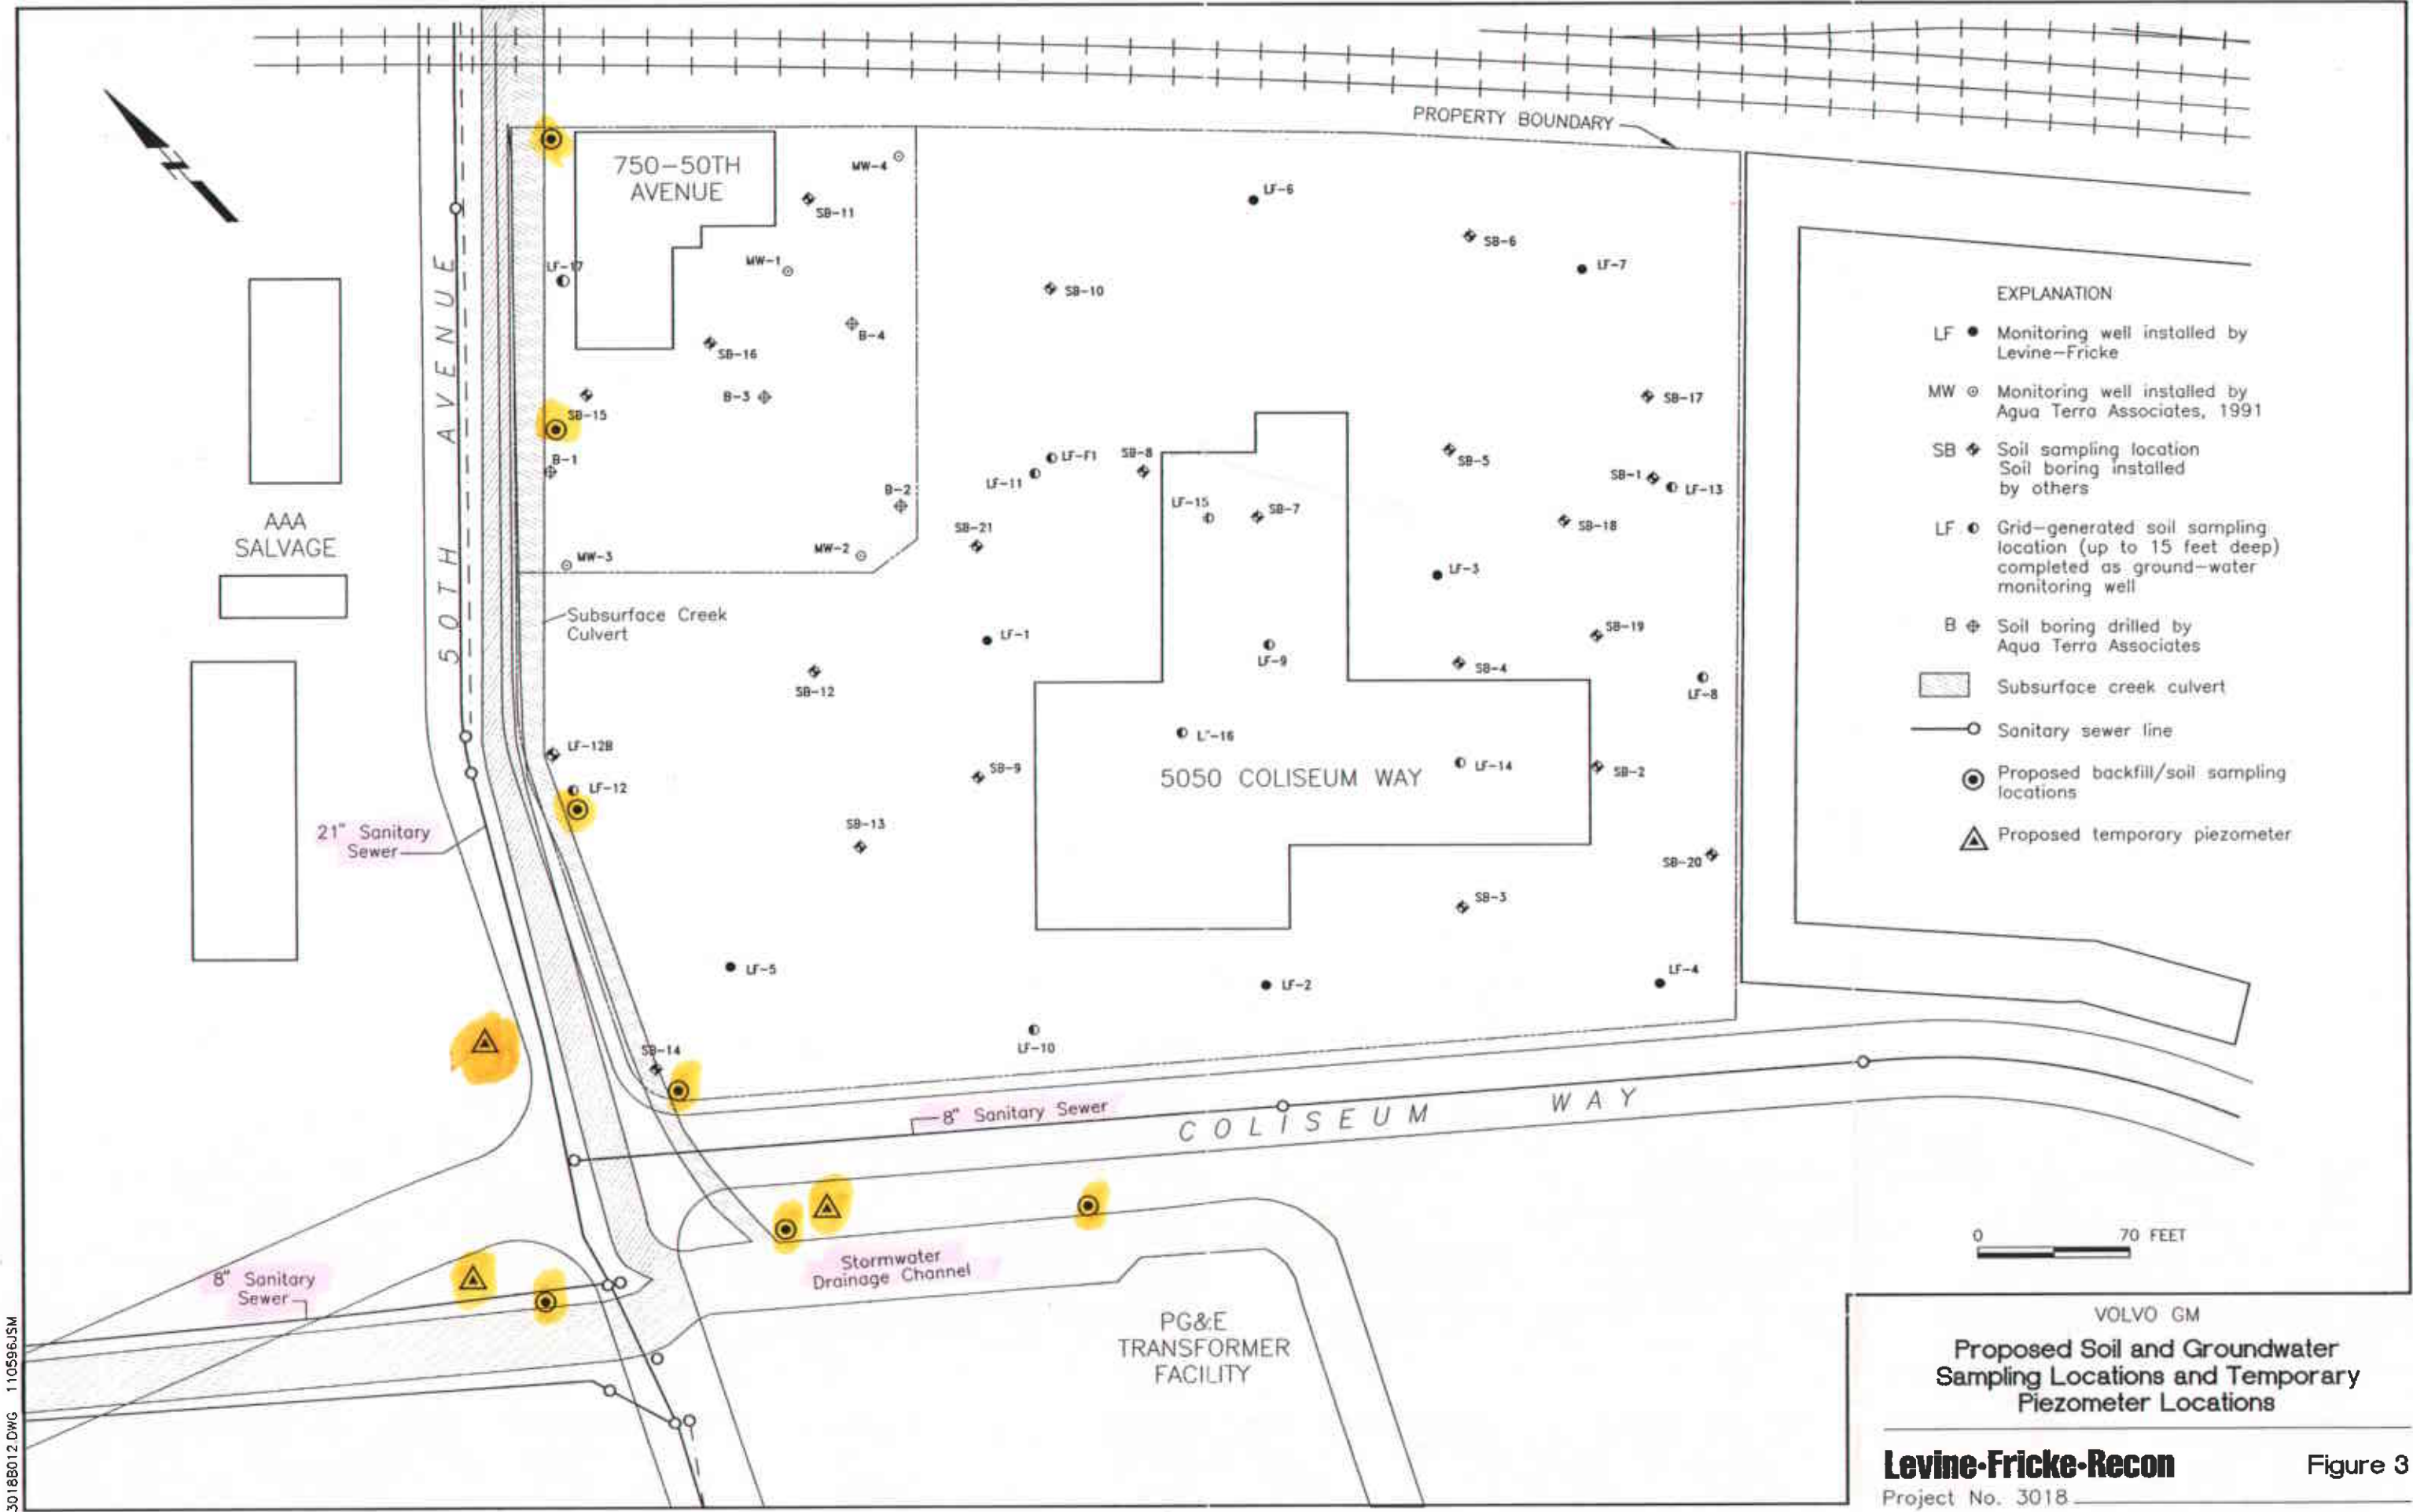 PROPERTY BOUNDARY
750-50TH
AVENUE
MW-4
SB-11
LF-6
SB-6
LF-7
MW-1
LF-17
SB-10
B-4
SB-16
B-3
SB-15
B-1
SB-17
LF-F1
SB-8
LF-11
SB-5
SB-1
LF-13
B-2
LF-15
SB-7
SB-18
SB-21
MW-2
MW-3
LF-3
50TH AVENUE
AAA
SALVAGE
Subsurface Creek
Culvert
LF-1
SB-19
LF-9
SB-4
SB-12
LF-8
LF-12B
L"-16
SB-9
5050 COLISEUM WAY
LF-14
SB-2
LF-12
21" Sanitary
Sewer
SB-13
SB-20
SB-3
LF-5
LF-2
LF-4
LF-10
SB-14
8" Sanitary Sewer
COLISEUM WAY
Stormwater
Drainage Channel
8" Sanitary
Sewer
PG&E
TRANSFORMER
FACILITY
EXPLANATION
LF Monitoring well installed by
Levine-Fricke
MW Monitoring well installed by
Aqua Terra Associates, 1991
SB Soil sampling location
Soil boring installed
by others
LF Grid-generated soil sampling
location (up to 15 feet deep)
completed as ground-water
monitoring well
B Soil boring drilled by
Aqua Terra Associates
Subsurface creek culvert
Sanitary sewer line
Proposed backfill/soil sampling
locations
Proposed temporary piezometer
0 70 FEET
VOLVO GM
Proposed Soil and Groundwater
Sampling Locations and Temporary
Piezometer Locations
Levine•Fricke•Recon
Figure 3
Project No. 3018
3018B012.DWG 110596JSM